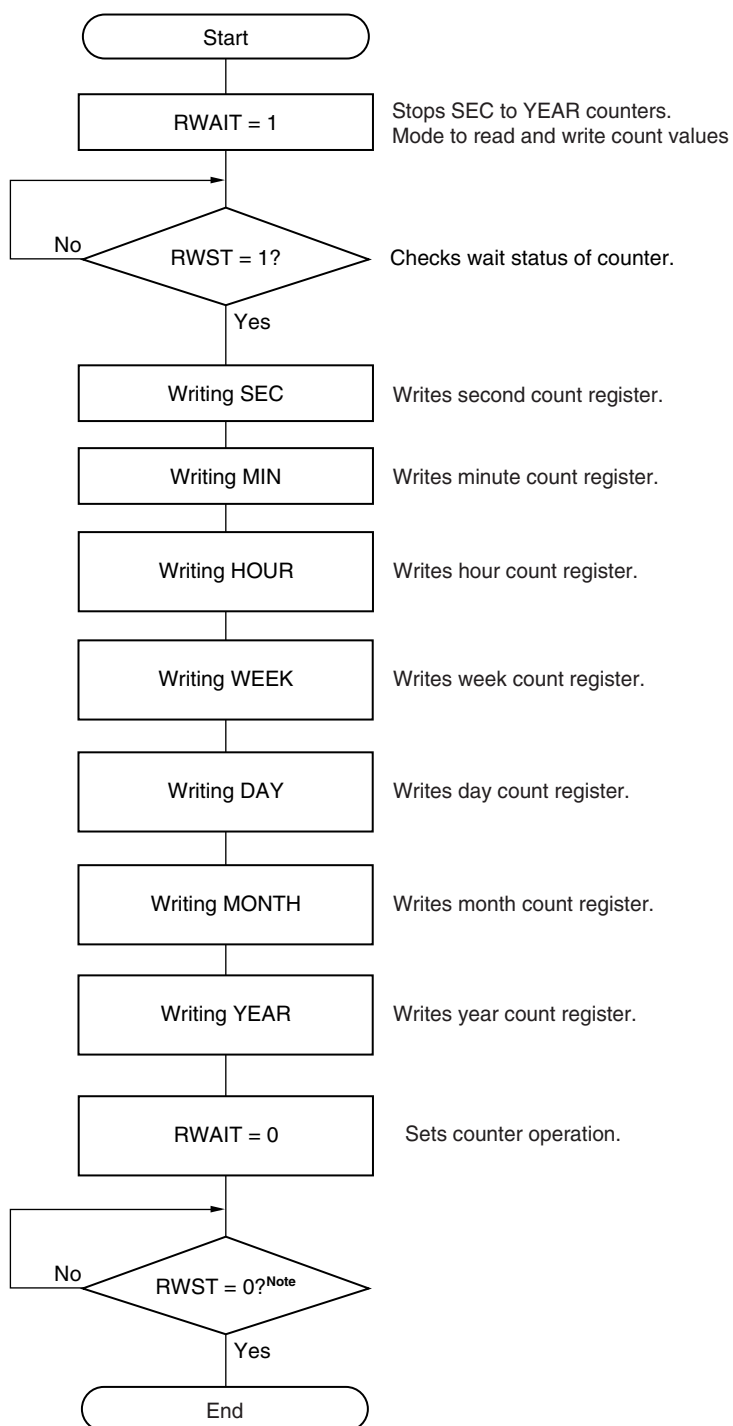 Start
RWAIT = 1
Stops SEC to YEAR counters.
Mode to read and write count values
No
RWST = 1?
Checks wait status of counter.
Yes
Writing SEC
Writes second count register.
Writing MIN
Writes minute count register.
Writing HOUR
Writes hour count register.
Writing WEEK
Writes week count register.
Writing DAY
Writes day count register.
Writing MONTH
Writes month count register.
Writing YEAR
Writes year count register.
RWAIT = 0
Sets counter operation.
No
RWST = 0?Note
Yes
End